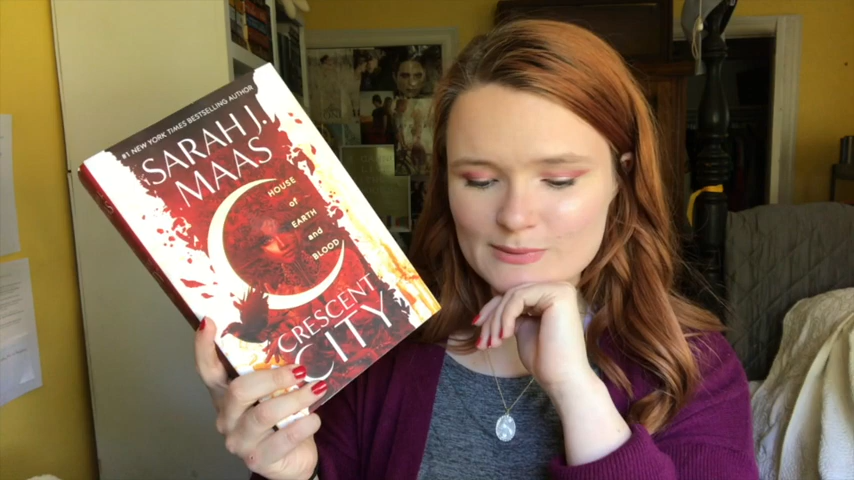 #1 NEW YORK TIMES BESTSELLING AUTHOR
SARAH J.
MAAS
HOUSE
of
EARTH
and
BLOOD
CRESCENT
CITY